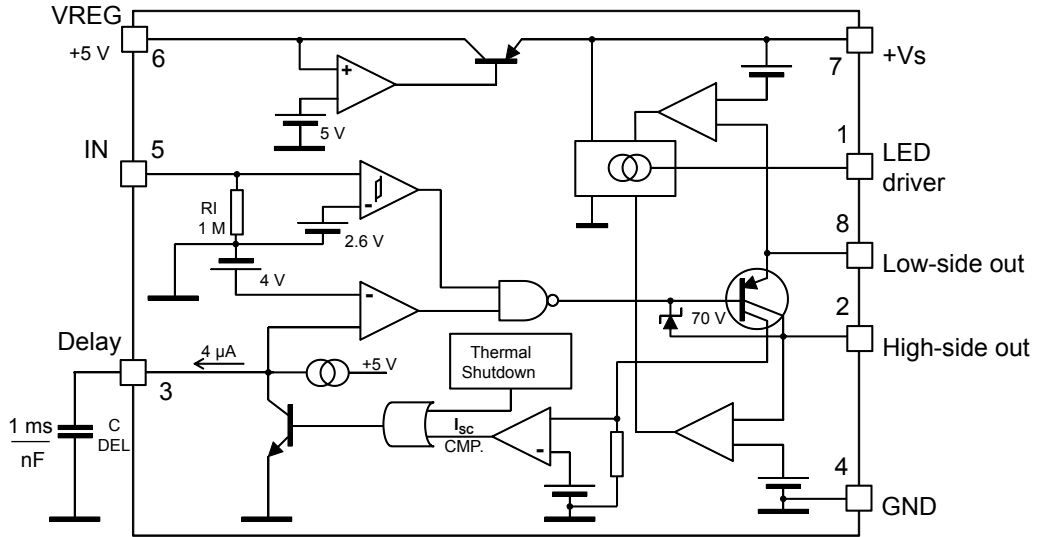 VREG
+5 V
6
+
5 V
7
+Vs
IN
5
1
LED
driver
RI
1 M
-
2.6 V
8
Low-side out
4 V
-
2
70 V
High-side out
Delay
3
4 µA
+5 V
Thermal
Shutdown
1 ms
nF
C
DEL
ISC
CMP.
-
4
GND